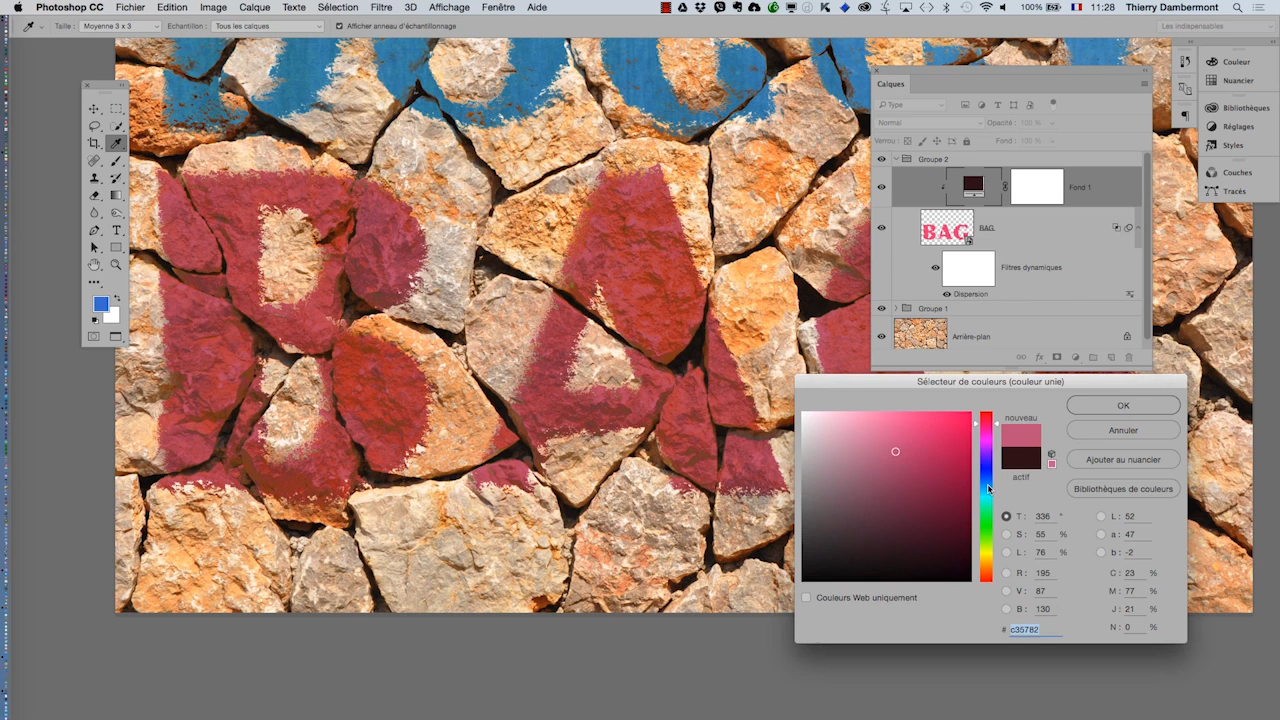 Photoshop CC Fichier Edition Image Calque Texte Sélection Filtre 3D Affichage Fenêtre Aide 100% 11:28 Thierry Dambermont
Taille : Moyenne 3 x 3 Echantillon : Tous les calques Afficher anneau d'échantillonnage Les indispensables
Calques
Type
Normal Opacité : 100 %
Verrou : Fond : 100 %
Groupe 2
Fond 1
BAG BAG
Filtres dynamiques
Dispersion
Groupe 1
Arrière-plan
Couleur
Nuancier
Bibliothèques
Réglages
Styles
Couches
Tracés
BA
Sélecteur de couleurs (couleur unie)
nouveau
actif
OK
Annuler
Ajouter au nuancier
Bibliothèques de couleurs
T : 336 ° L : 52
S : 55 % a : 47
L : 76 % b : -2
R : 195 C : 23 %
V : 87 M : 77 %
B : 130 J : 21 %
# c35782 N : 0 %
Couleurs Web uniquement